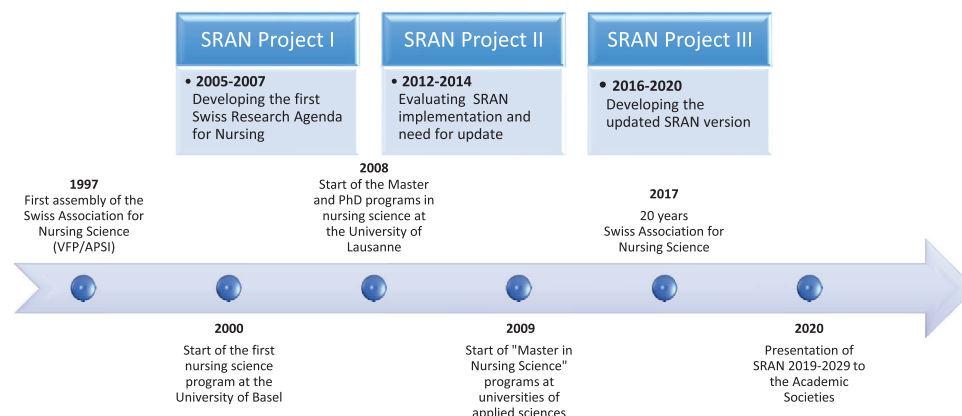 SRAN Project I
• 2005-2007
Developing the first
Swiss Research Agenda
for Nursing
SRAN Project II
• 2012-2014
Evaluating SRAN
implementation and
need for update
SRAN Project III
• 2016-2020
Developing the
updated SRAN version
1997
First assembly of the
Swiss Association for
Nursing Science
(VFP/APSI)
2008
Start of the Master
and PhD programs in
nursing science at
the University of
Lausanne
2017
20 years
Swiss Association for
Nursing Science
2000
Start of the first
nursing science
program at the
University of Basel
2009
Start of "Master in
Nursing Science"
programs at
universities of
applied sciences
2020
Presentation of
SRAN 2019-2029 to
the Academic
Societies